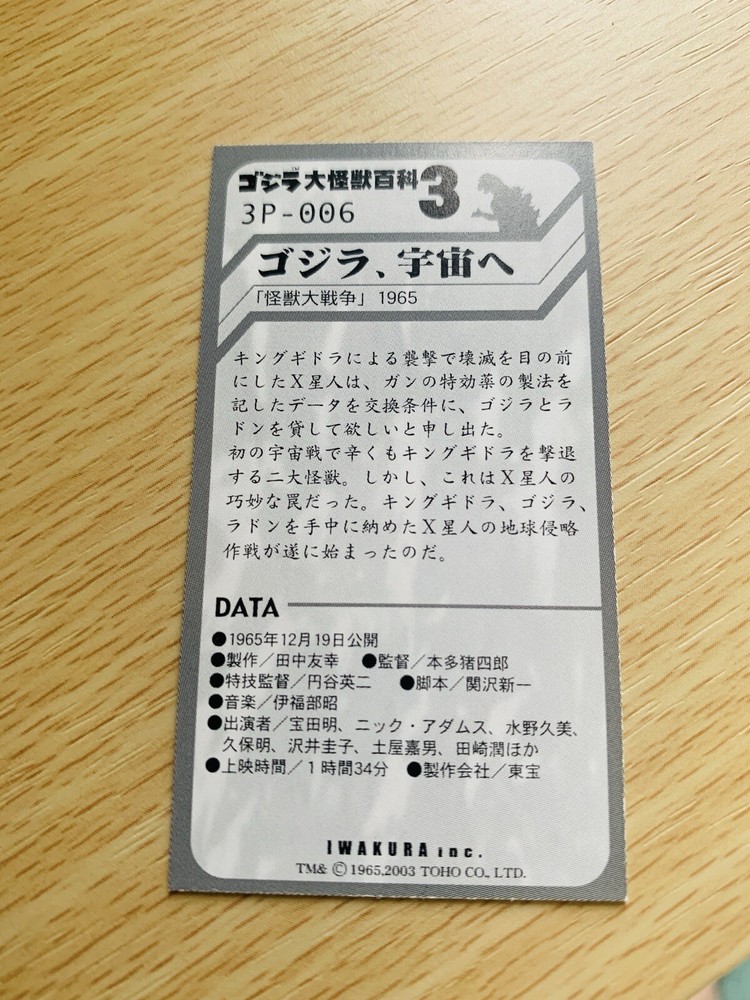 ゴジラ™大怪獣百科3
3P-006
ゴジラ、宇宙へ
「怪獣大戦争」1965
キングギドラによる襲撃で壊滅を目の前
にしたX星人は、ガンの特効薬の製法を
記したデータを交換条件に、ゴジラとラ
ドンを貸して欲しいと申し出た。
初の宇宙戦で辛くもキングギドラを撃退
する二大怪獣。しかし、これはX星人の
巧妙な罠だった。キングギドラ、ゴジラ、
ラドンを手中に納めたX星人の地球侵略
作戦が遂に始まったのだ。
DATA
●1965年12月19日公開
●製作／田中友幸 ●監督／本多猪四郎
●特技監督／円谷英二 ●脚本／関沢新一
●音楽／伊福部昭
●出演者／宝田明、ニック・アダムス、水野久美、
久保明、沢井圭子、土屋嘉男、田崎潤ほか
●上映時間／1時間34分 ●製作会社／東宝
IWAKURA inc.
TM& © 1965,2003 TOHO CO., LTD.